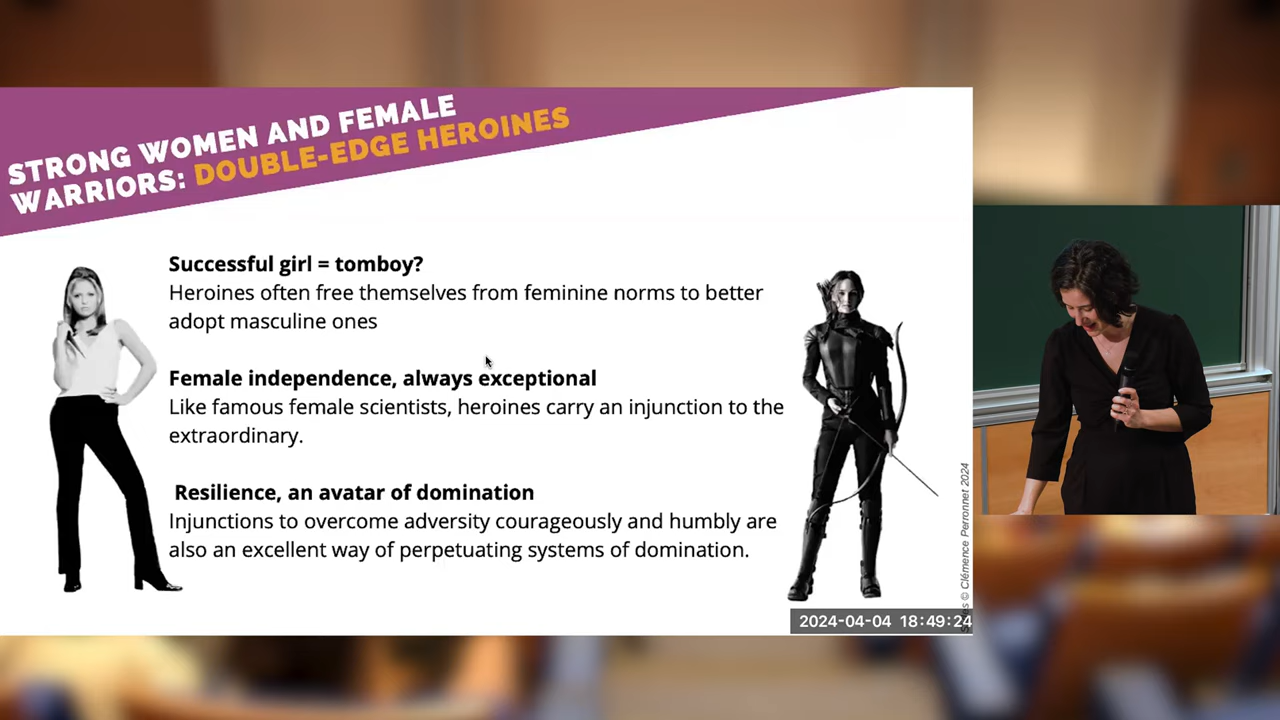 STRONG WOMEN AND FEMALE
WARRIORS: DOUBLE-EDGE HEROINES
Successful girl = tomboy?
Heroines often free themselves from feminine norms to better
adopt masculine ones
Female independence, always exceptional
Like famous female scientists, heroines carry an injunction to the
extraordinary.
Resilience, an avatar of domination
Injunctions to overcome adversity courageously and humbly are
also an excellent way of perpetuating systems of domination.
© Clémence Perronnet 2024
2024-04-04 18:49:24